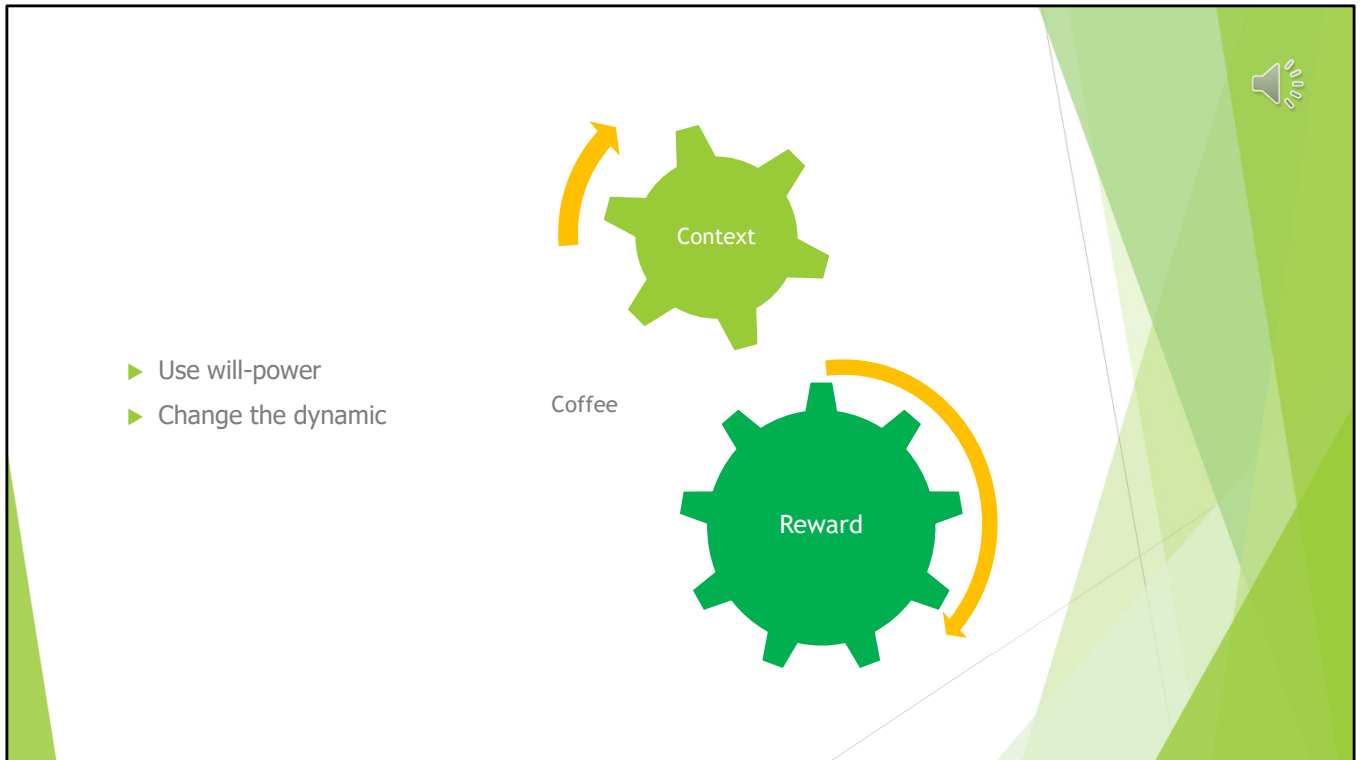 Context
Use will-power
Change the dynamic
Coffee
Reward